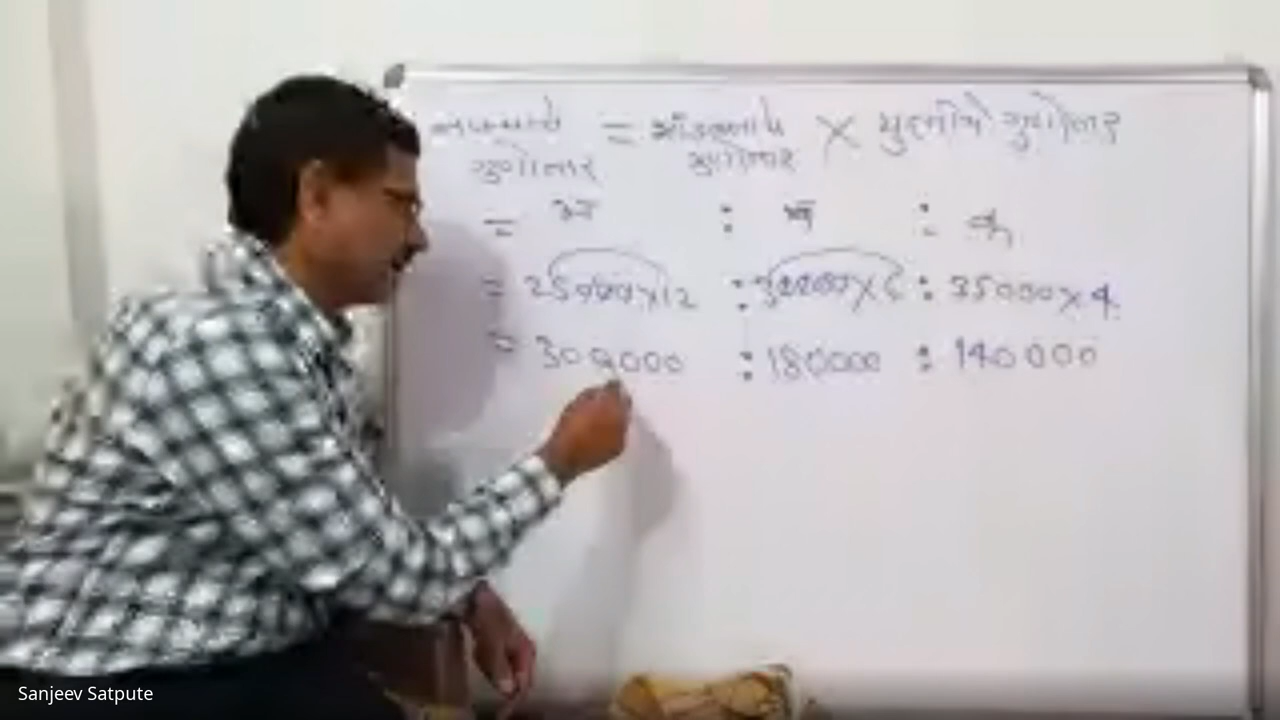 नफ्याचे = भांडवलाचे × मुदतीचे गुणोत्तर
गुणोत्तर गुणोत्तर
= अ : ब : क
= 25000×12 : 30000×6 : 35000×4
= 300000 : 180000 : 140000
Sanjeev Satpute